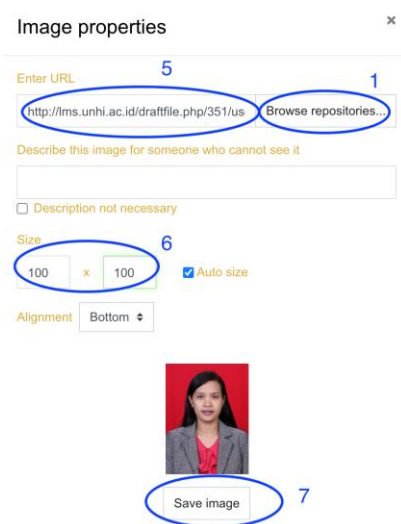 Image properties ×
5
Enter URL
1
http://lms.unhi.ac.id/draftfile.php/351/us Browse repositories...
Describe this image for someone who cannot see it
Description not necessary
Size
6
100 x 100 Auto size
Alignment Bottom
Save image 7